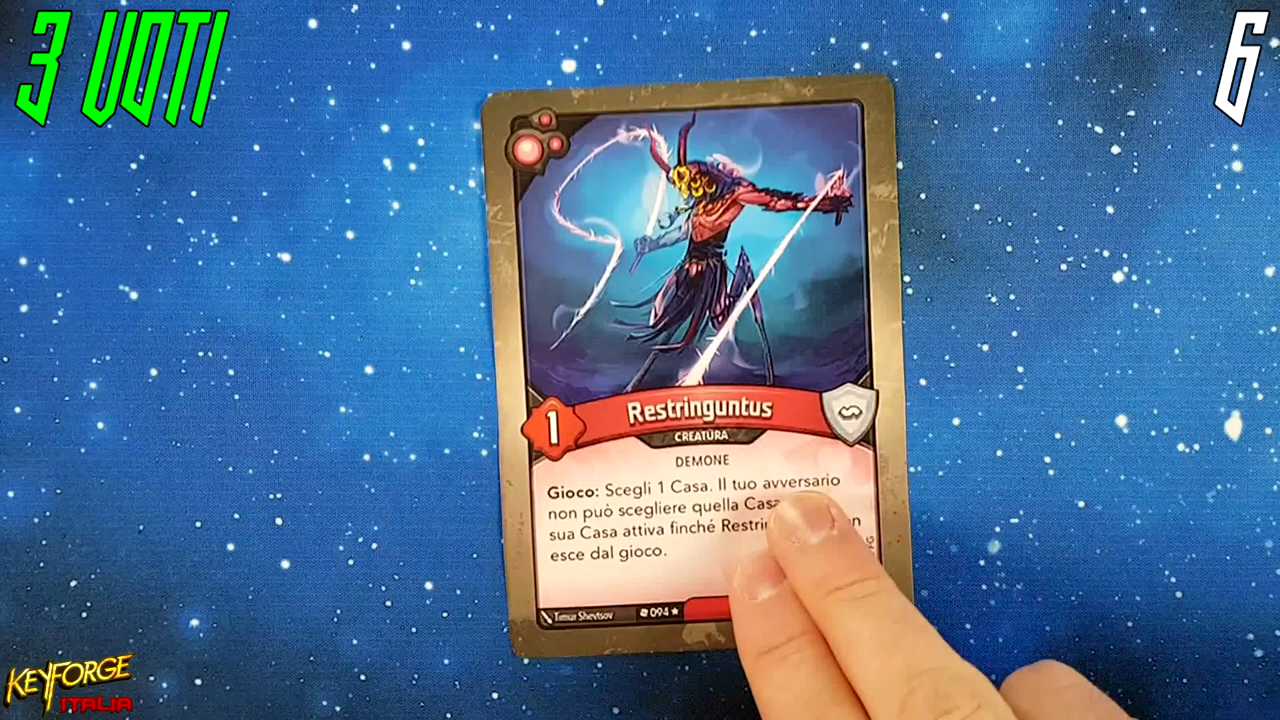 3 VOTI
6
1
Restringuntus
CREATURA
DEMONE
Gioco: Scegli 1 Casa. Il tuo avversario
non può scegliere quella Casa
sua Casa attiva finché
esce dal gioco.
Timur Shevtsov
094
KEYFORGE
ITALIA